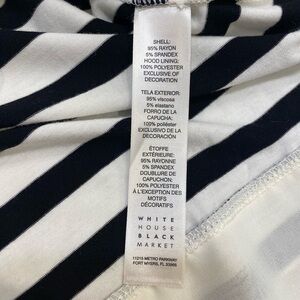 SHELL:
95% RAYON
5% SPANDEX
HOOD LINING:
100% POLYESTER
EXCLUSIVE OF
DECORATION
TELA EXTERIOR:
95% viscosa
5% elastano
FORRO DE LA
CAPUCHA:
100% poliéster
EXCLUSIVO DE LA
DECORACIÓN
ÉTOFFE
EXTÉRIEURE:
95% RAYONNE
5% SPANDEX
DOUBLURE DE
CAPUCHON:
100% POLYESTER
À L'EXCEPTION DES
MOTIFS
DÉCORATIFS
WHITE
HOUSE
BLACK
MARKET
11215 METRO PARKWAY
FORT MYERS, FL 33966